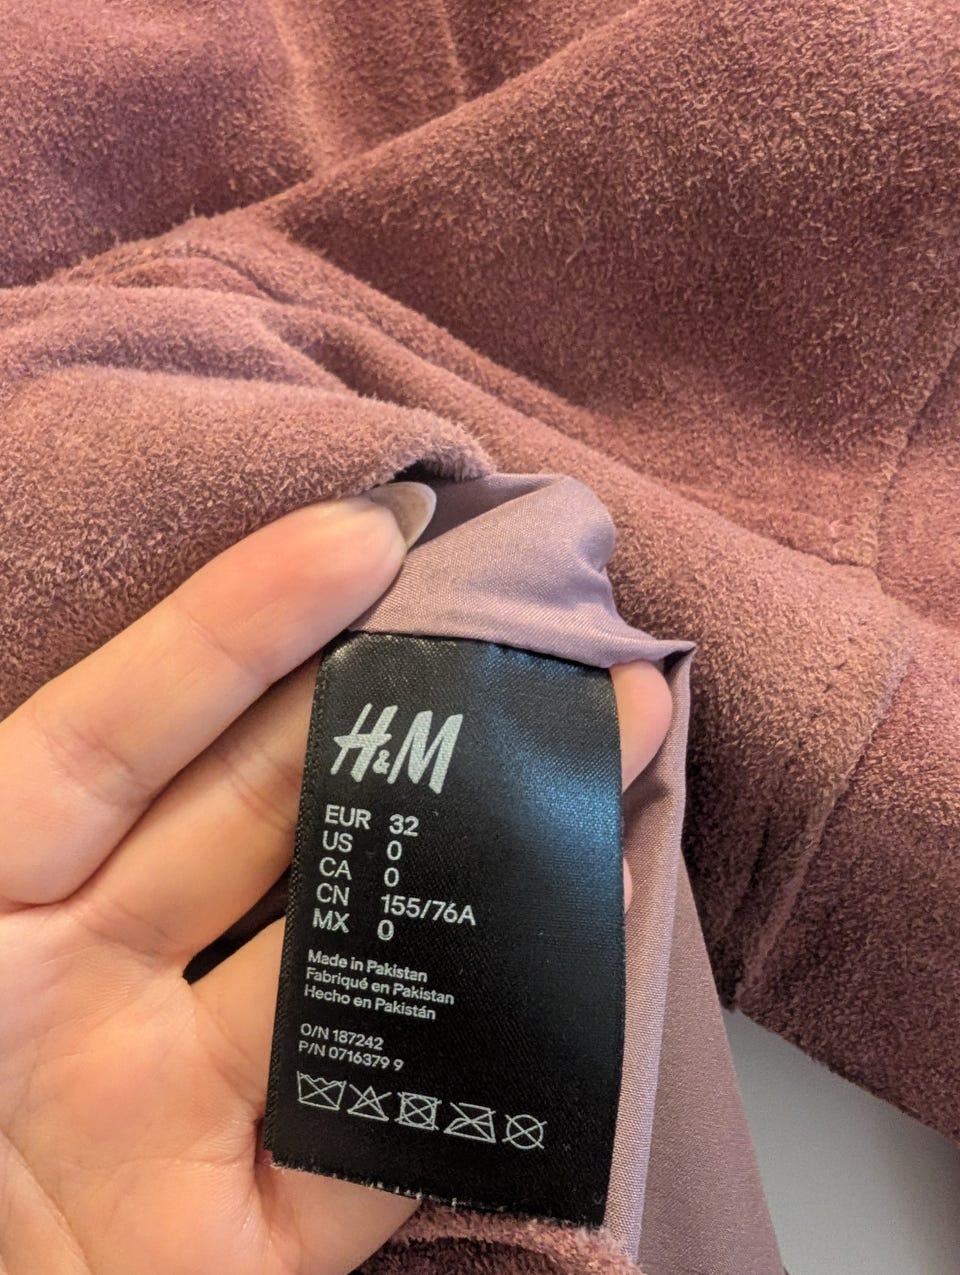 H&M
EUR 32
US 0
CA 0
CN 155/76A
MX 0
Made in Pakistan
Fabriqué en Pakistan
Hecho en Pakistán
O/N 187242
P/N 0716379 9